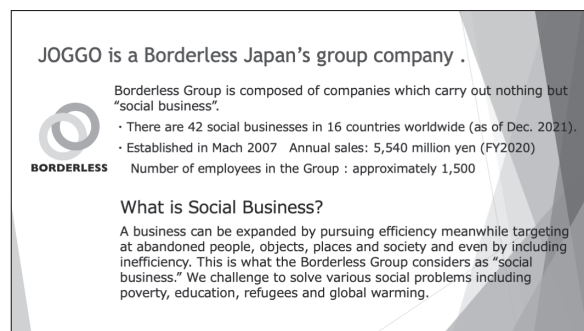 JOGGO is a Borderless Japan’s group company .
Borderless Group is composed of companies which carry out nothing but
“social business”.
・There are 42 social businesses in 16 countries worldwide (as of Dec. 2021).
・Established in Mach 2007 Annual sales: 5,540 million yen (FY2020)
BORDERLESS
Number of employees in the Group : approximately 1,500
What is Social Business?
A business can be expanded by pursuing efficiency meanwhile targeting
at abandoned people, objects, places and society and even by including
inefficiency. This is what the Borderless Group considers as “social
business.” We challenge to solve various social problems including
poverty, education, refugees and global warming.